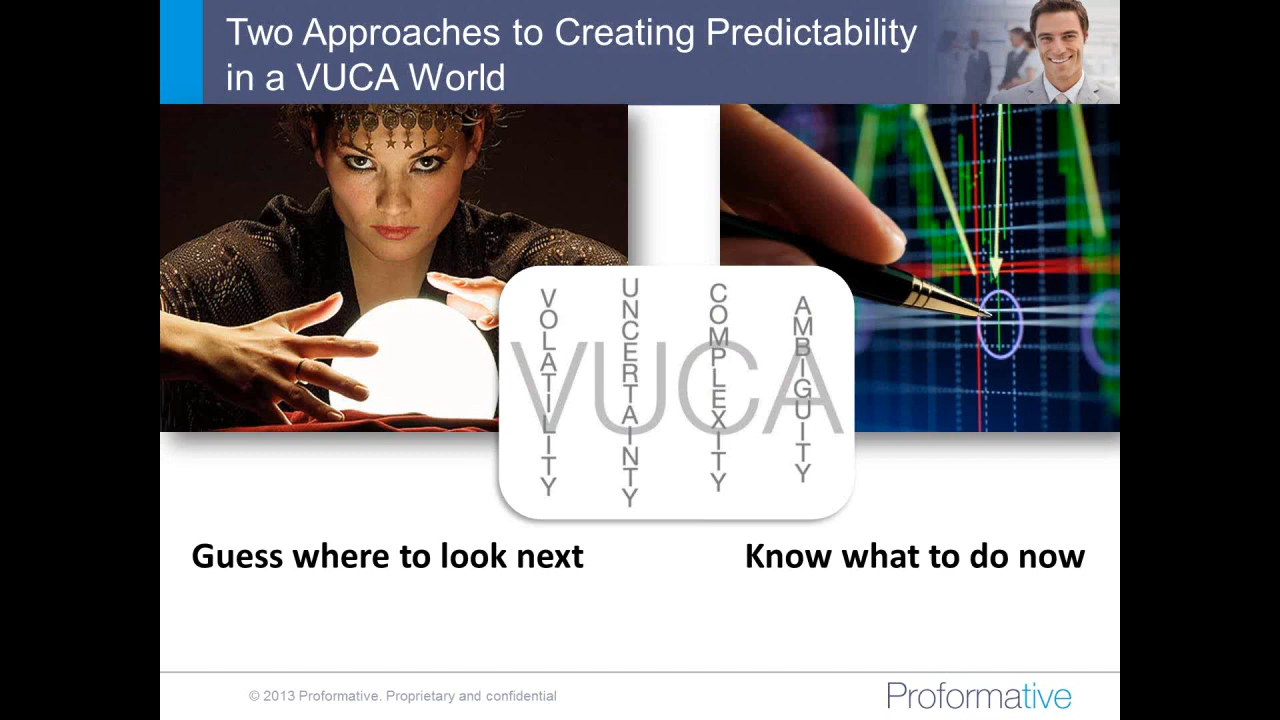 Two Approaches to Creating Predictability
in a VUCA World
VOLATILITY
UNCERTAINTY
COMPLEXITY
AMBIGUITY
VUCA
Guess where to look next
Know what to do now
© 2013 Proformative. Proprietary and confidential
Proformative